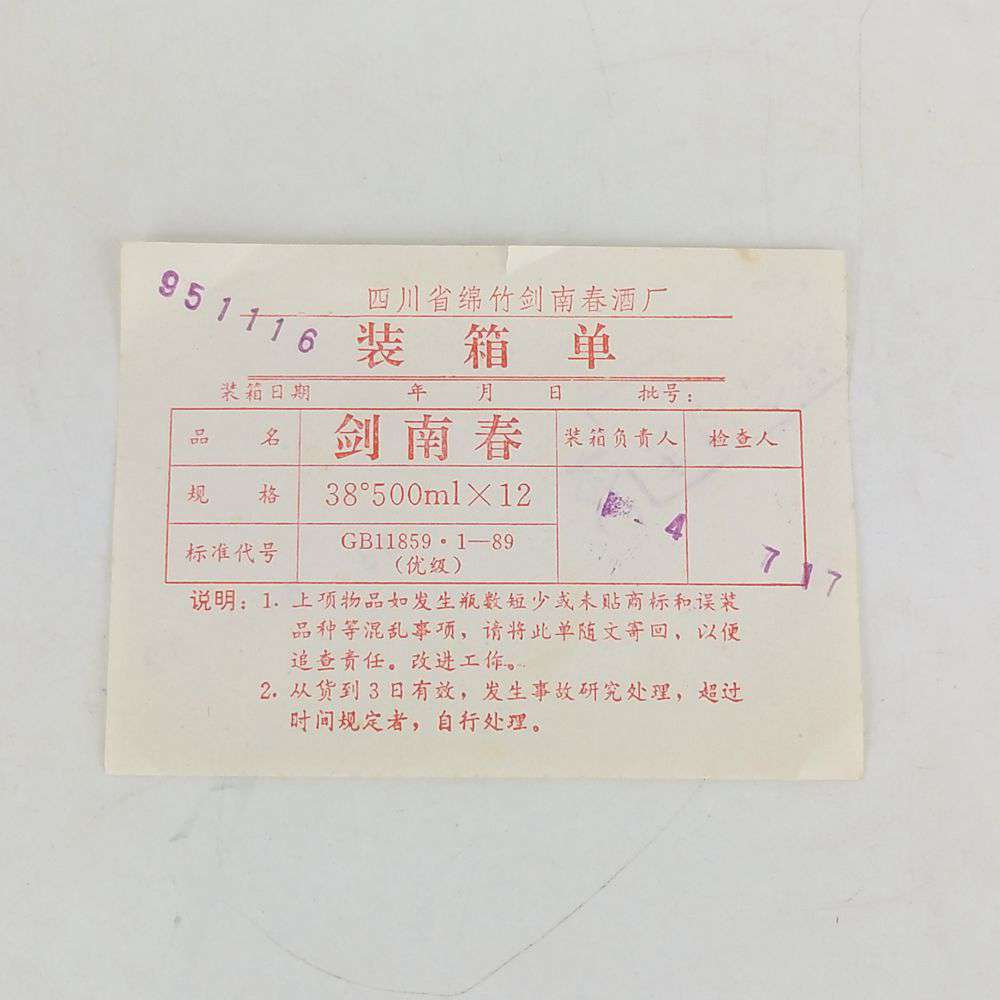 951116
四川省绵竹剑南春酒厂
装箱单
装箱日期 年 月 日 批号：
品名 剑南春 装箱负责人 检查人
规格 38°500ml×12
标准代号 GB11859·1—89
（优级）
4
717
说明：1. 上项物品如发生瓶数短少或未贴商标和误装
品种等混乱事项，请将此单随文寄回，以便
追查责任。改进工作。
2. 从货到3日有效，发生事故研究处理，超过
时间规定者，自行处理。